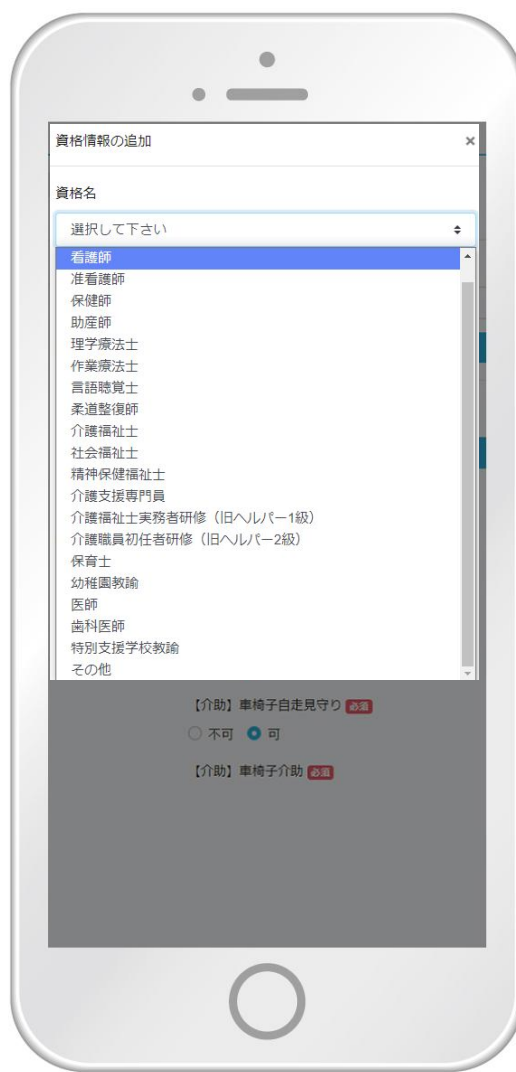 資格情報の追加 ×
資格名
選択して下さい
看護師
准看護師
保健師
助産師
理学療法士
作業療法士
言語聴覚士
柔道整復師
介護福祉士
社会福祉士
精神保健福祉士
介護支援専門員
介護福祉士実務者研修（旧ヘルパー1級）
介護職員初任者研修（旧ヘルパー2級）
保育士
幼稚園教諭
医師
歯科医師
特別支援学校教諭
その他
【介助】車椅子自走見守り 必須
不可 可
【介助】車椅子介助 必須